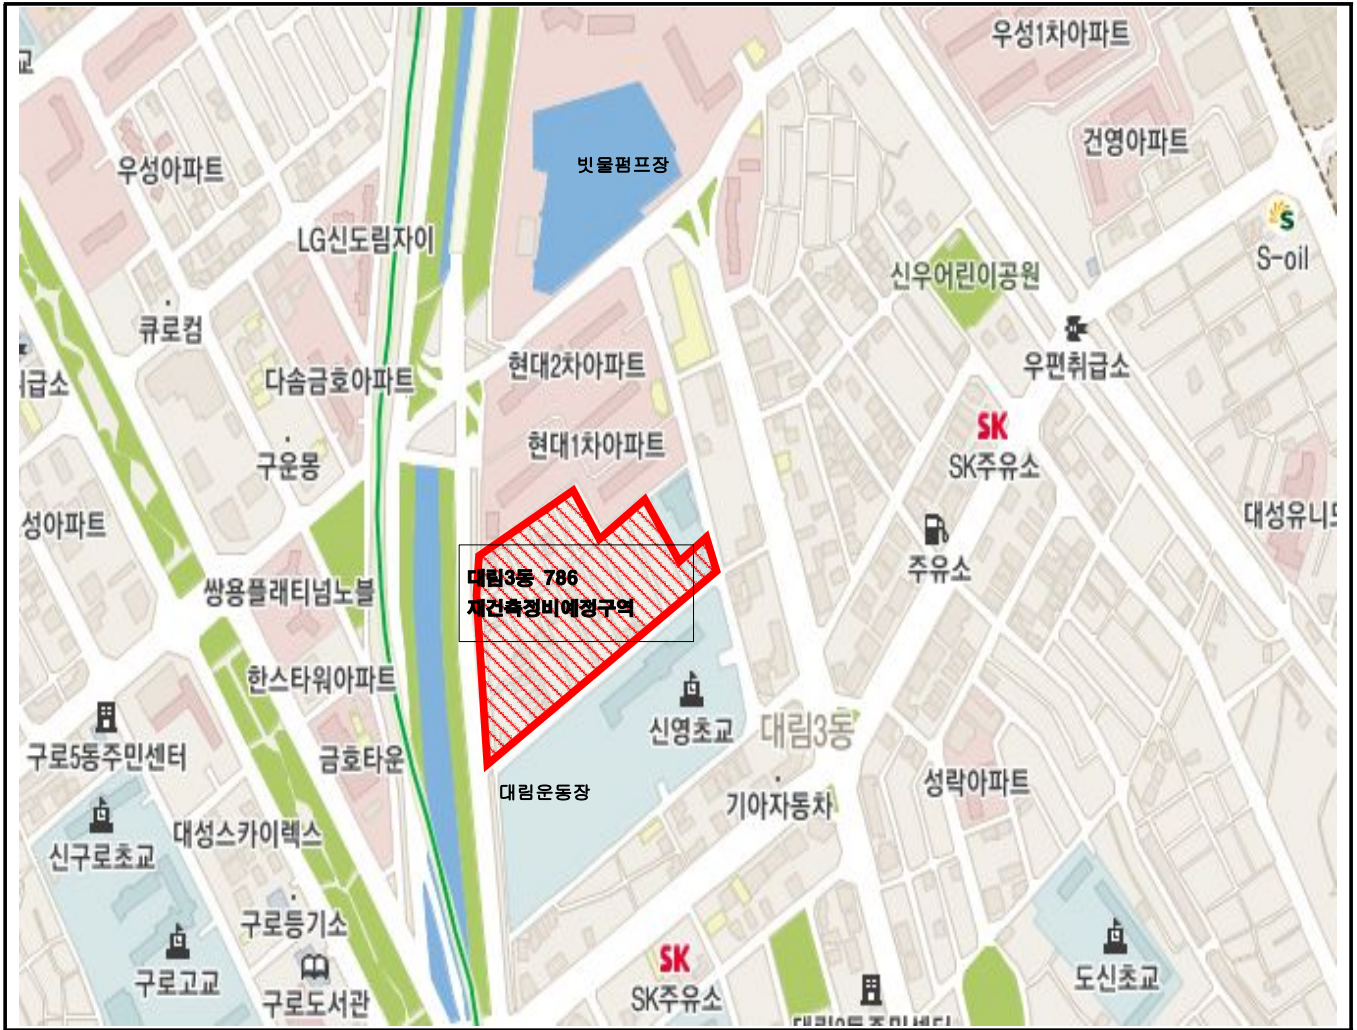 우성1차아파트
교
건영아파트
우성아파트
빗물펌프장
LG신도림자이
S
S-oil
신우어린이공원
큐로컴
우편취급소
현대2차아파트
다솜금호아파트
취급소
SK
현대1차아파트
구운몽
SK주유소
성아파트
대성유니드
주유소
대림3동 786
재건축정비예정구역
쌍용플래티넘노블
한스타워아파트
신영초교
대림3동
구로5동주민센터
금호타운
성락아파트
대림운동장
기아자동차
대성스카이렉스
신구로초교
구로등기소
SK
구로고교
도신초교
구로도서관
SK주유소